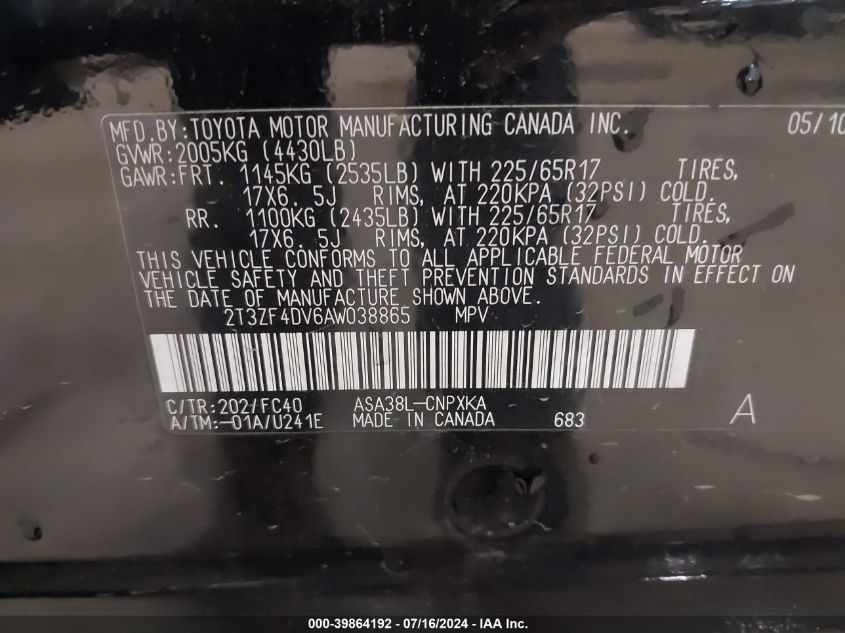 MFD. BY: TOYOTA MOTOR MANUFACTURING CANADA INC. 05/10
GVWR: 2005KG (4430LB)
GAWR: FRT. 1145KG (2535LB) WITH 225/65R17 TIRES,
17X6. 5J RIMS, AT 220KPA (32PSI) COLD.
RR. 1100KG (2435LB) WITH 225/65R17 TIRES,
17X6. 5J RIMS, AT 220KPA (32PSI) COLD.
THIS VEHICLE CONFORMS TO ALL APPLICABLE FEDERAL MOTOR
VEHICLE SAFETY AND THEFT PREVENTION STANDARDS IN EFFECT ON
THE DATE OF MANUFACTURE SHOWN ABOVE.
2T3ZF4DV6AW038865 MPV
C/TR: 202/FC40 ASA38L-CNPXKA
A/TM: -01A/U241E MADE IN CANADA 683 A
000-39864192 - 07/16/2024 - IAA Inc.